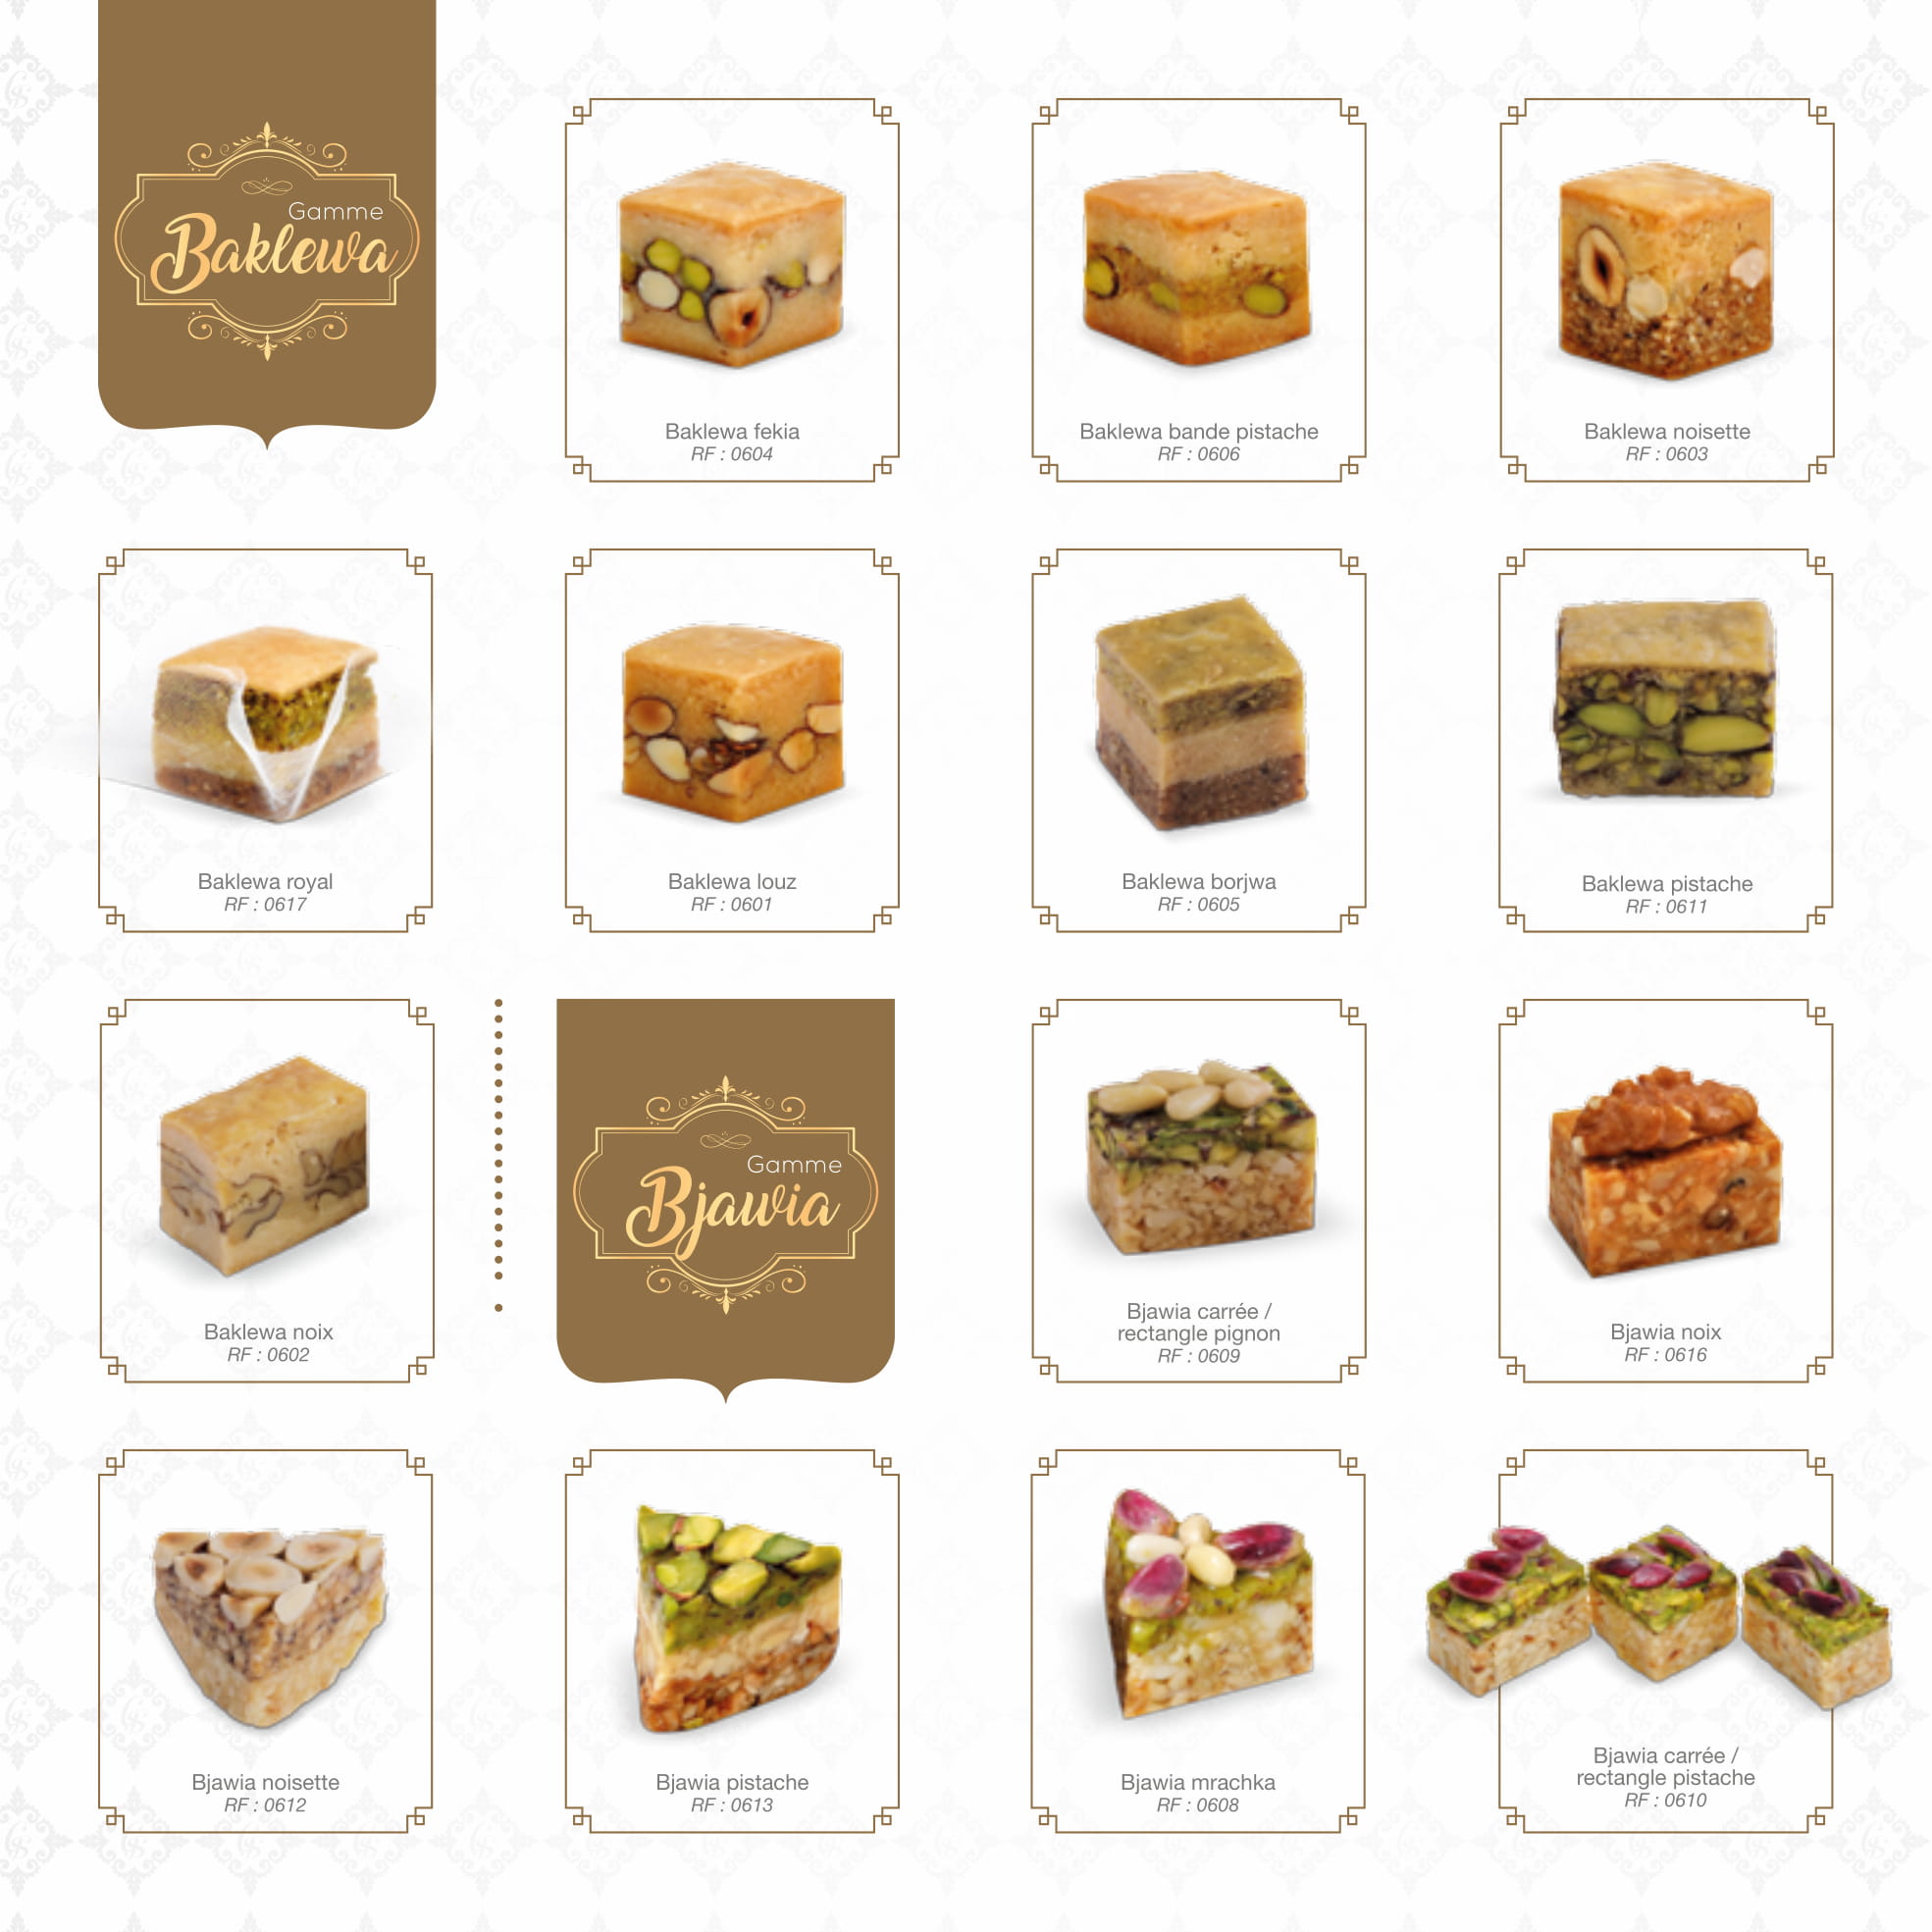 Gamme
Baklewa
Baklewa fekia
RF : 0604
Baklewa bande pistache
RF : 0606
Baklewa noisette
RF : 0603
Baklewa royal
RF : 0617
Baklewa louz
RF : 0601
Baklewa borjwa
RF : 0605
Baklewa pistache
RF : 0611
Baklewa noix
RF : 0602
Gamme
Bjawia
Bjawia carrée /
rectangle pignon
RF : 0609
Bjawia noix
RF : 0616
Bjawia noisette
RF : 0612
Bjawia pistache
RF : 0613
Bjawia mrachka
RF : 0608
Bjawia carrée /
rectangle pistache
RF : 0610